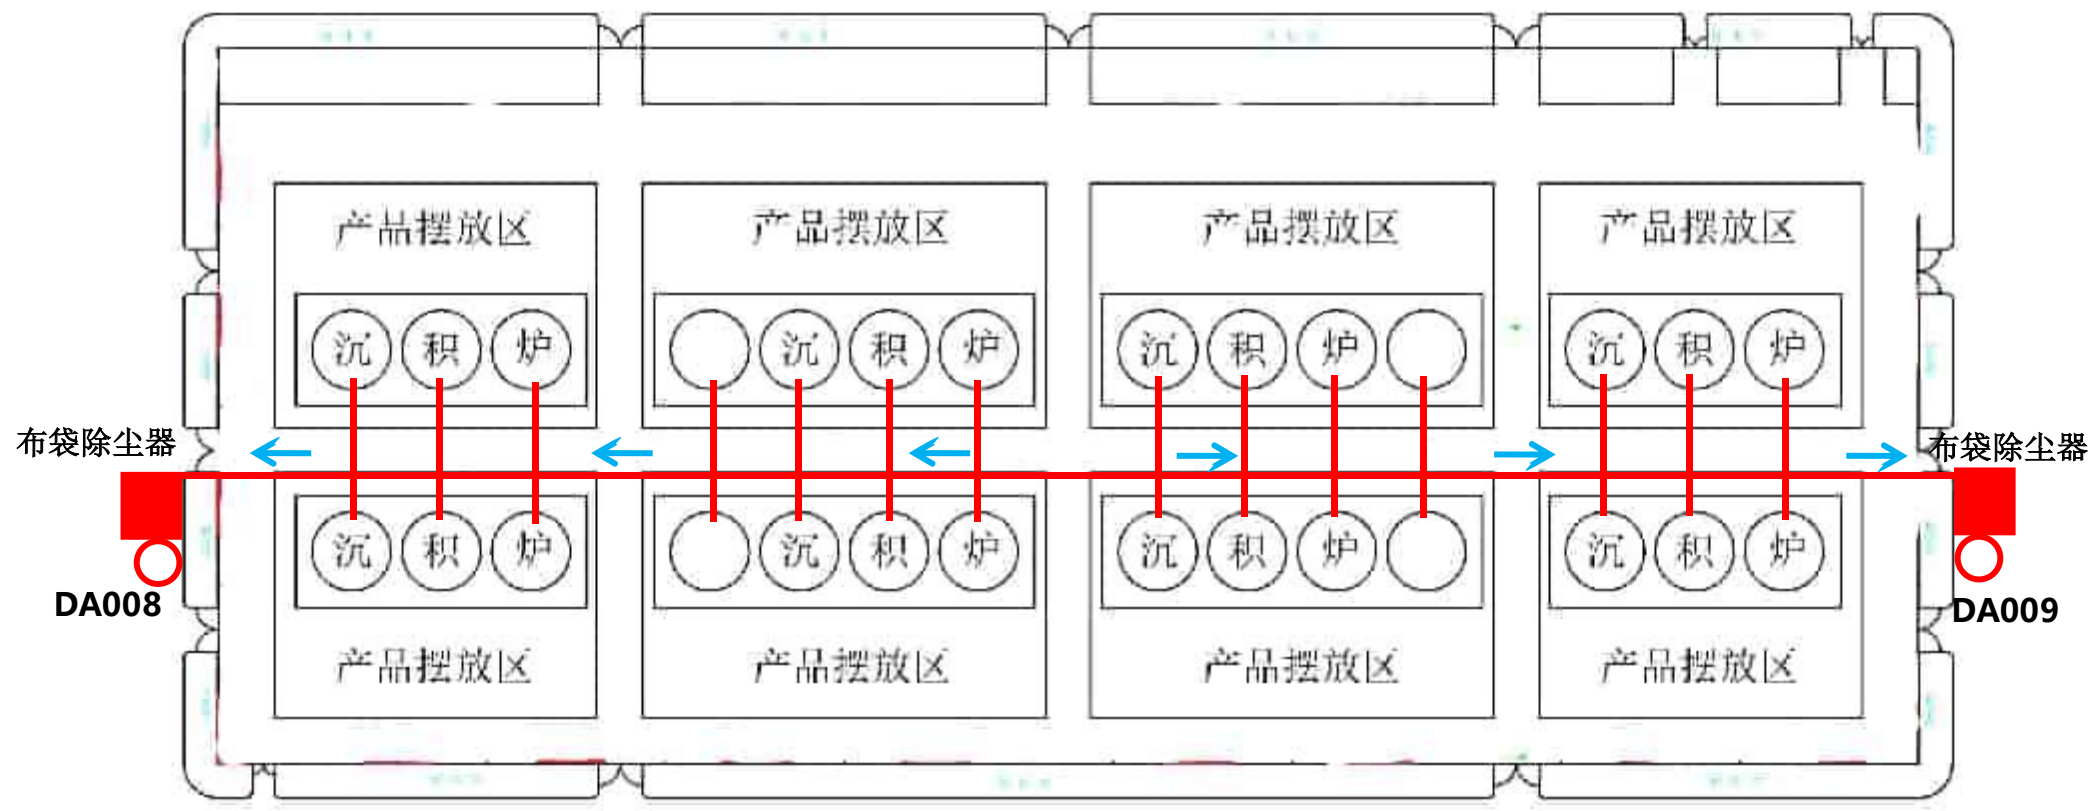 产品摆放区 产品摆放区 产品摆放区 产品摆放区
沉 积 炉 沉 积 炉 沉 积 炉 沉 积 炉
布袋除尘器 布袋除尘器
沉 积 炉 沉 积 炉 沉 积 炉 沉 积 炉
DA008 DA009
产品摆放区 产品摆放区 产品摆放区 产品摆放区